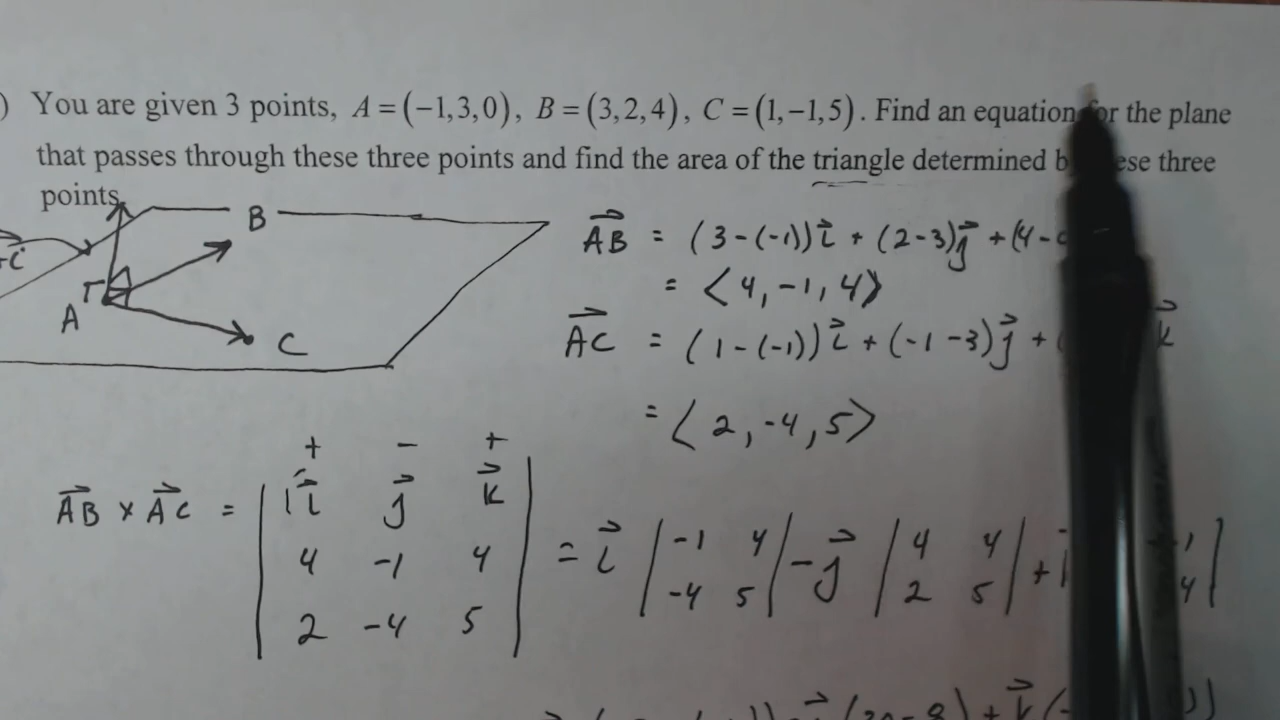 ) You are given 3 points, A = (−1,3,0), B = (3,2,4), C = (1,−1,5). Find an equation for the plane
that passes through these three points and find the area of the triangle determined these three
points.
B
A
C
AB = (3-(-1))i + (2-3)j + (4-
= <4, -1, 4>
AC = (1-(-1))i + (-1-3)j + k
= <2, -4, 5>
+ - +
AB × AC = | i j k | = i | -1 4 | - j | 4 4 | +
4 -1 4 -4 5 2 5 4
2 -4 5